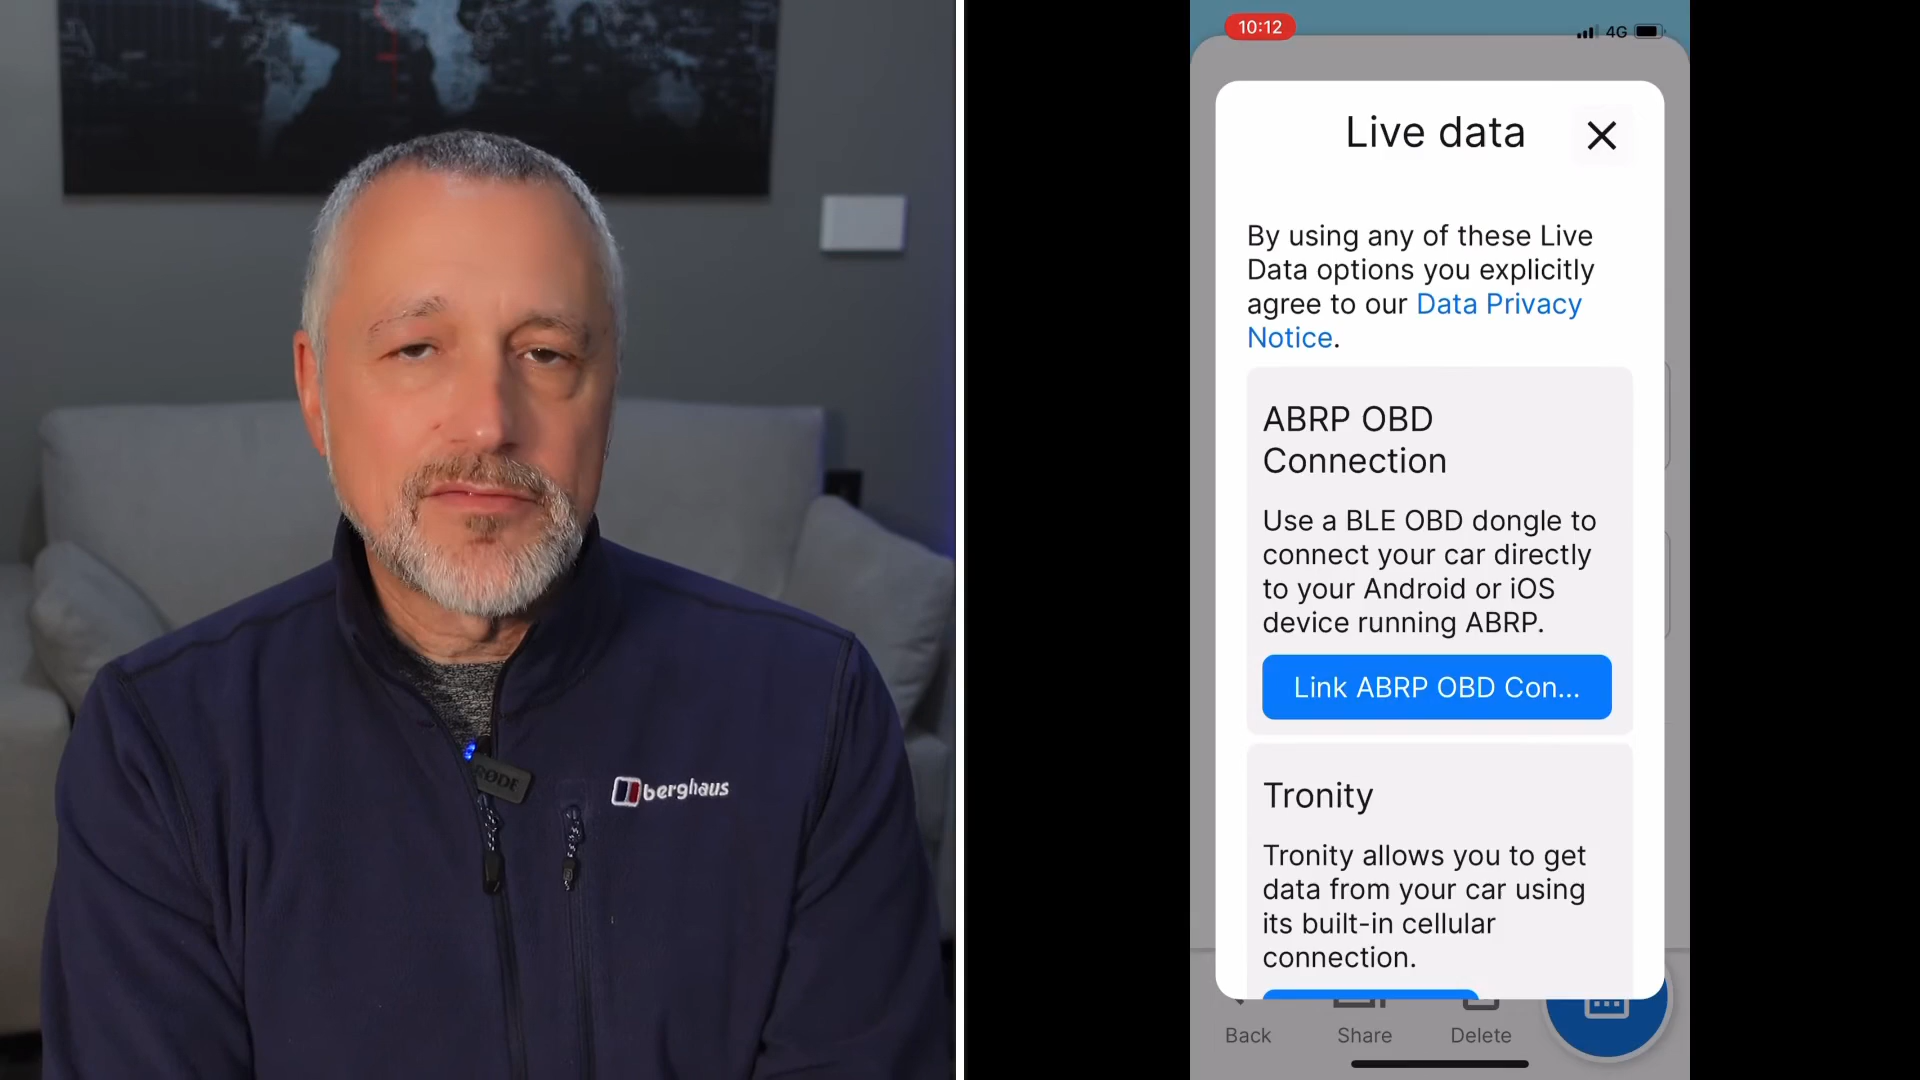 RØDE
berghaus
10:12
4G
Live data
By using any of these Live
Data options you explicitly
agree to our Data Privacy
Notice.
ABRP OBD
Connection
Use a BLE OBD dongle to
connect your car directly
to your Android or iOS
device running ABRP.
Link ABRP OBD Con...
Tronity
Tronity allows you to get
data from your car using
its built-in cellular
connection.
Back
Share
Delete